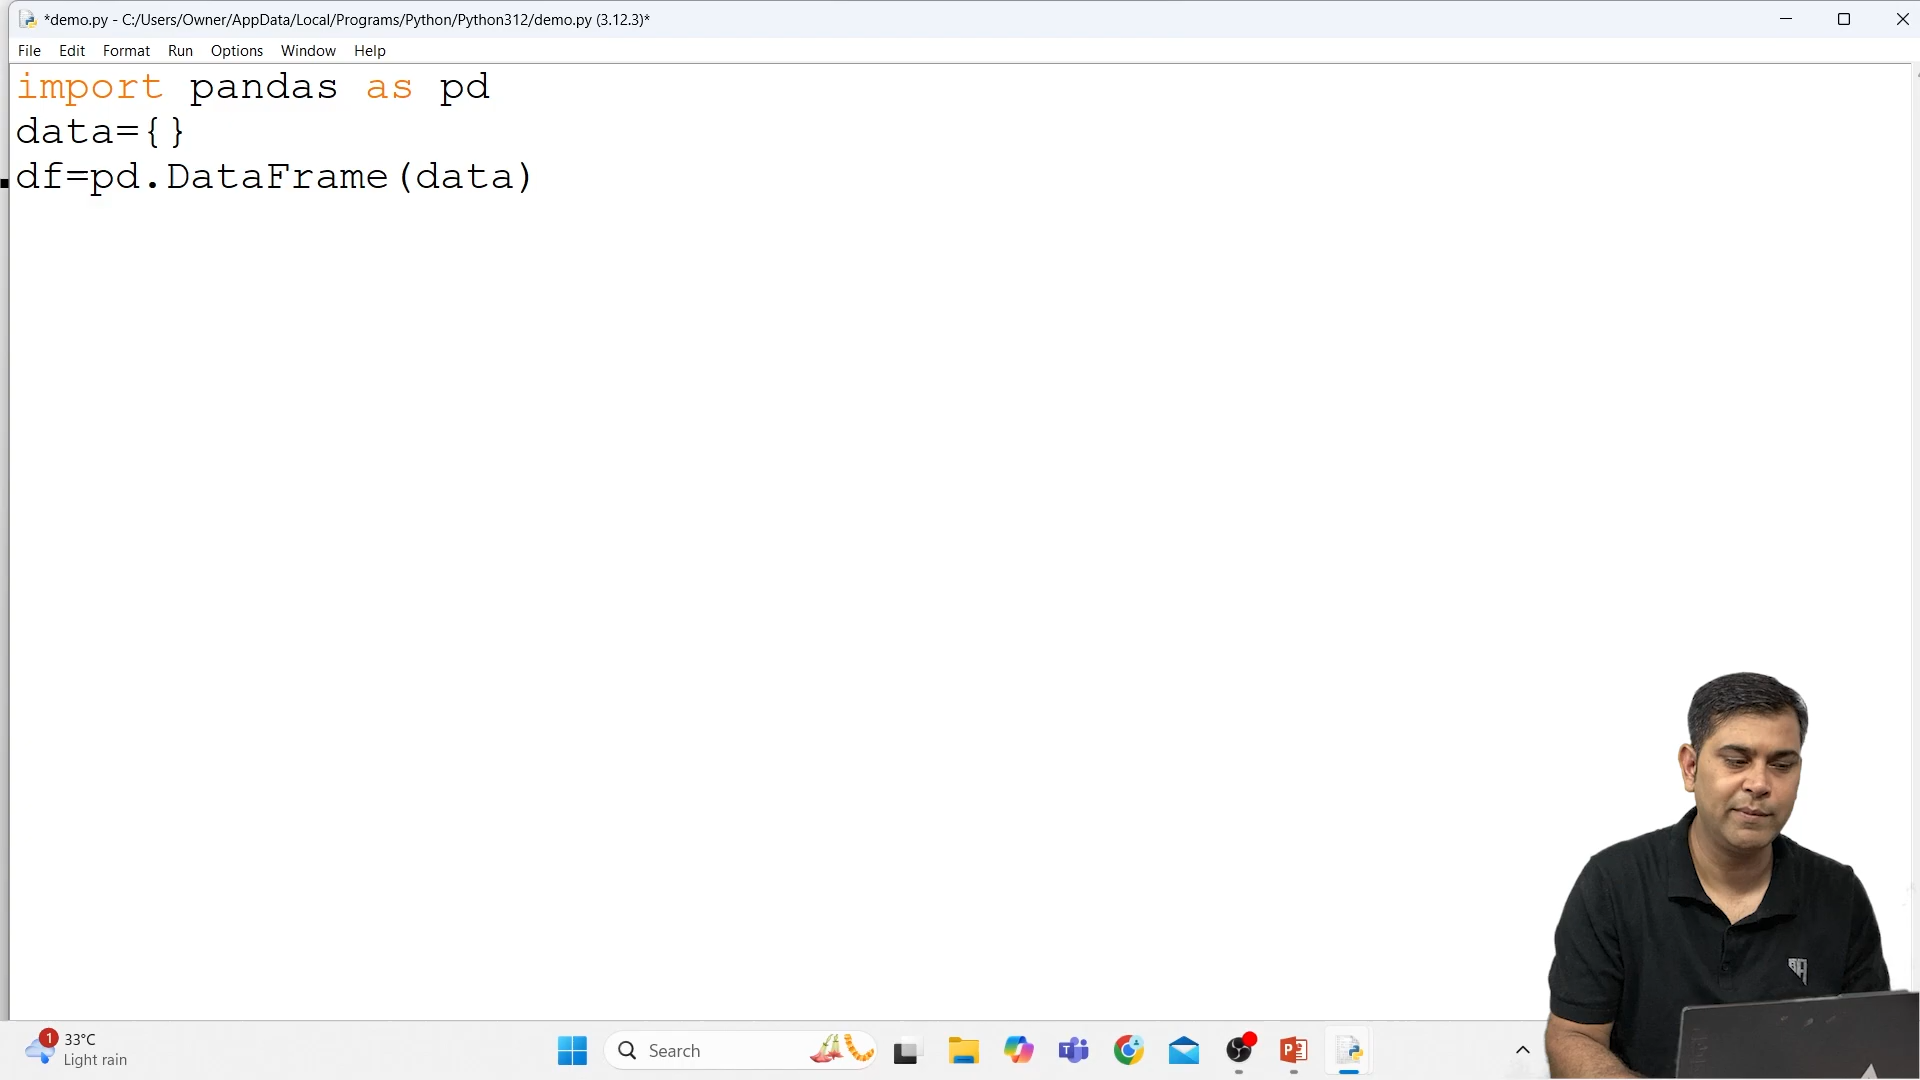 *demo.py - C:/Users/Owner/AppData/Local/Programs/Python/Python312/demo.py (3.12.3)*
File Edit Format Run Options Window Help
import pandas as pd
data={}
df=pd.DataFrame(data)
1
33°C
Light rain
Search